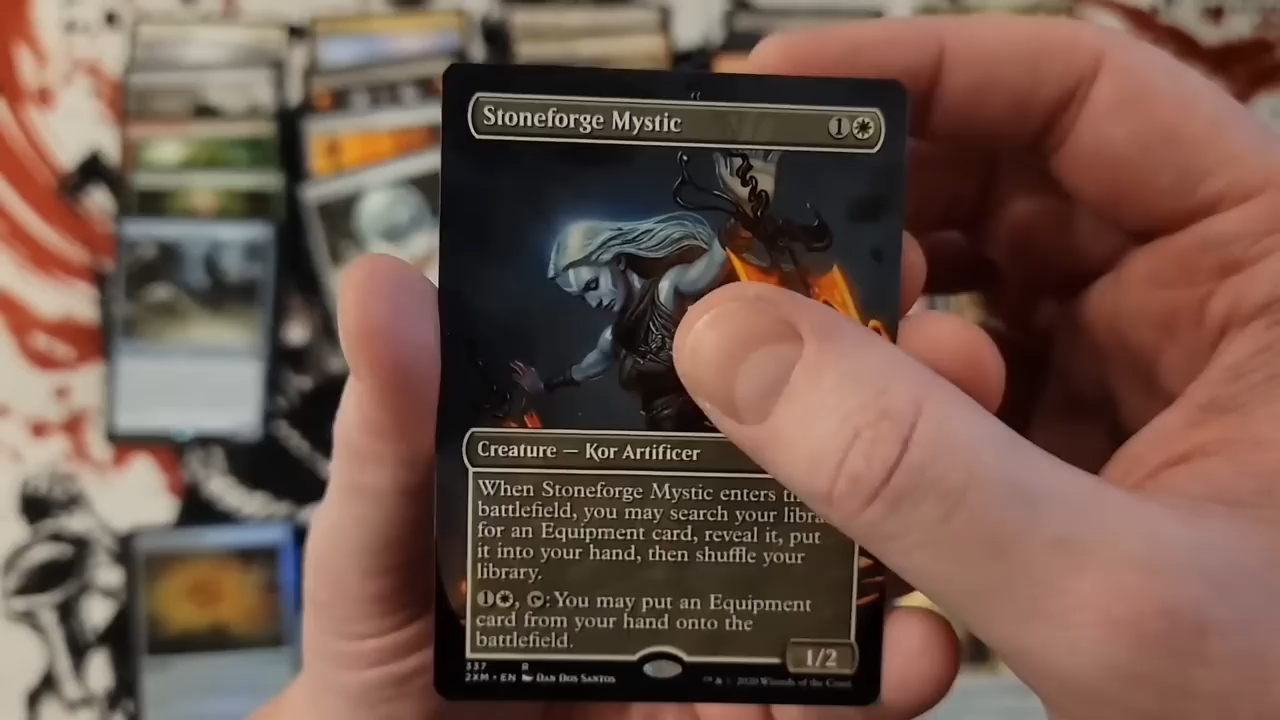 Stoneforge Mystic 1
Creature — Kor Artificer
When Stoneforge Mystic enters
battlefield, you may search your
for an Equipment card, reveal it, put
it into your hand, then shuffle your
library.
1, : You may put an Equipment
card from your hand onto the
battlefield.
1/2
337 R
2XM • EN Dan Dos Santos
2020 Wizards of the Coast